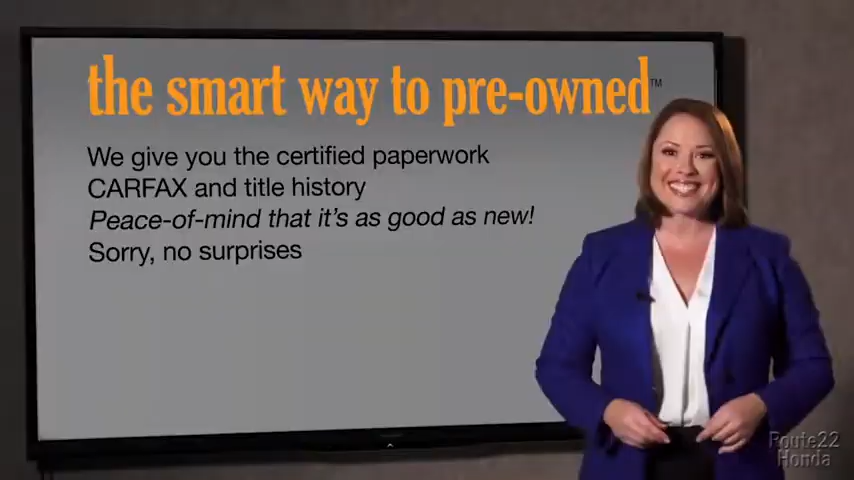 the smart way to pre-owned™
We give you the certified paperwork
CARFAX and title history
Peace-of-mind that it's as good as new!
Sorry, no surprises
Route22
Honda